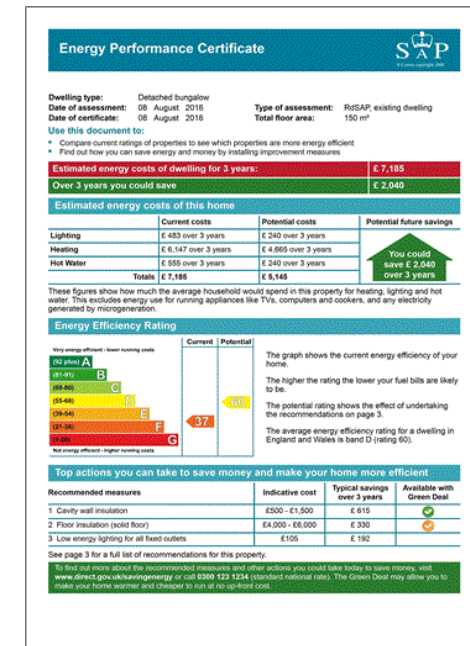 Energy Performance Certificate
SAP
© Crown copyright 2009
Dwelling type: Detached bungalow
Date of assessment: 08 August 2016 Type of assessment: RdSAP, existing dwelling
Date of certificate: 08 August 2016 Total floor area: 150 m²
Use this document to:
• Compare current ratings of properties to see which properties are more energy efficient
• Find out how you can save energy and money by installing improvement measures
Estimated energy costs of dwelling for 3 years: £ 7,185
Over 3 years you could save £ 2,040
Estimated energy costs of this home
Current costs Potential costs Potential future savings
Lighting £ 483 over 3 years £ 240 over 3 years
Heating £ 6,147 over 3 years £ 4,665 over 3 years
Hot Water £ 555 over 3 years £ 240 over 3 years
You could
save £ 2,040
over 3 years
Totals £ 7,185 £ 5,145
These figures show how much the average household would spend in this property for heating, lighting and hot
water. This excludes energy use for running appliances like TVs, computers and cookers, and any electricity
generated by microgeneration.
Energy Efficiency Rating
Current Potential
Very energy efficient - lower running costs
(92 plus) A
(81-91) B
(69-80) C
(55-68) D
(39-54) E
(21-38) F
(1-20) G
37
Not energy efficient - higher running costs
The graph shows the current energy efficiency of your
home.
The higher the rating the lower your fuel bills are likely
to be.
The potential rating shows the effect of undertaking
the recommendations on page 3.
The average energy efficiency rating for a dwelling in
England and Wales is band D (rating 60).
Top actions you can take to save money and make your home more efficient
Recommended measures Indicative cost Typical savings over 3 years Available with Green Deal
1 Cavity wall insulation £500 - £1,500 £ 615
2 Floor insulation (solid floor) £4,000 - £6,000 £ 330
3 Low energy lighting for all fixed outlets £105 £ 192
See page 3 for a full list of recommendations for this property.
To find out more about the recommended measures and other actions you could take today to save money, visit
www.direct.gov.uk/savingenergy or call 0300 123 1234 (standard national rate). The Green Deal may allow you to
make your home warmer and cheaper to run at no up-front cost.